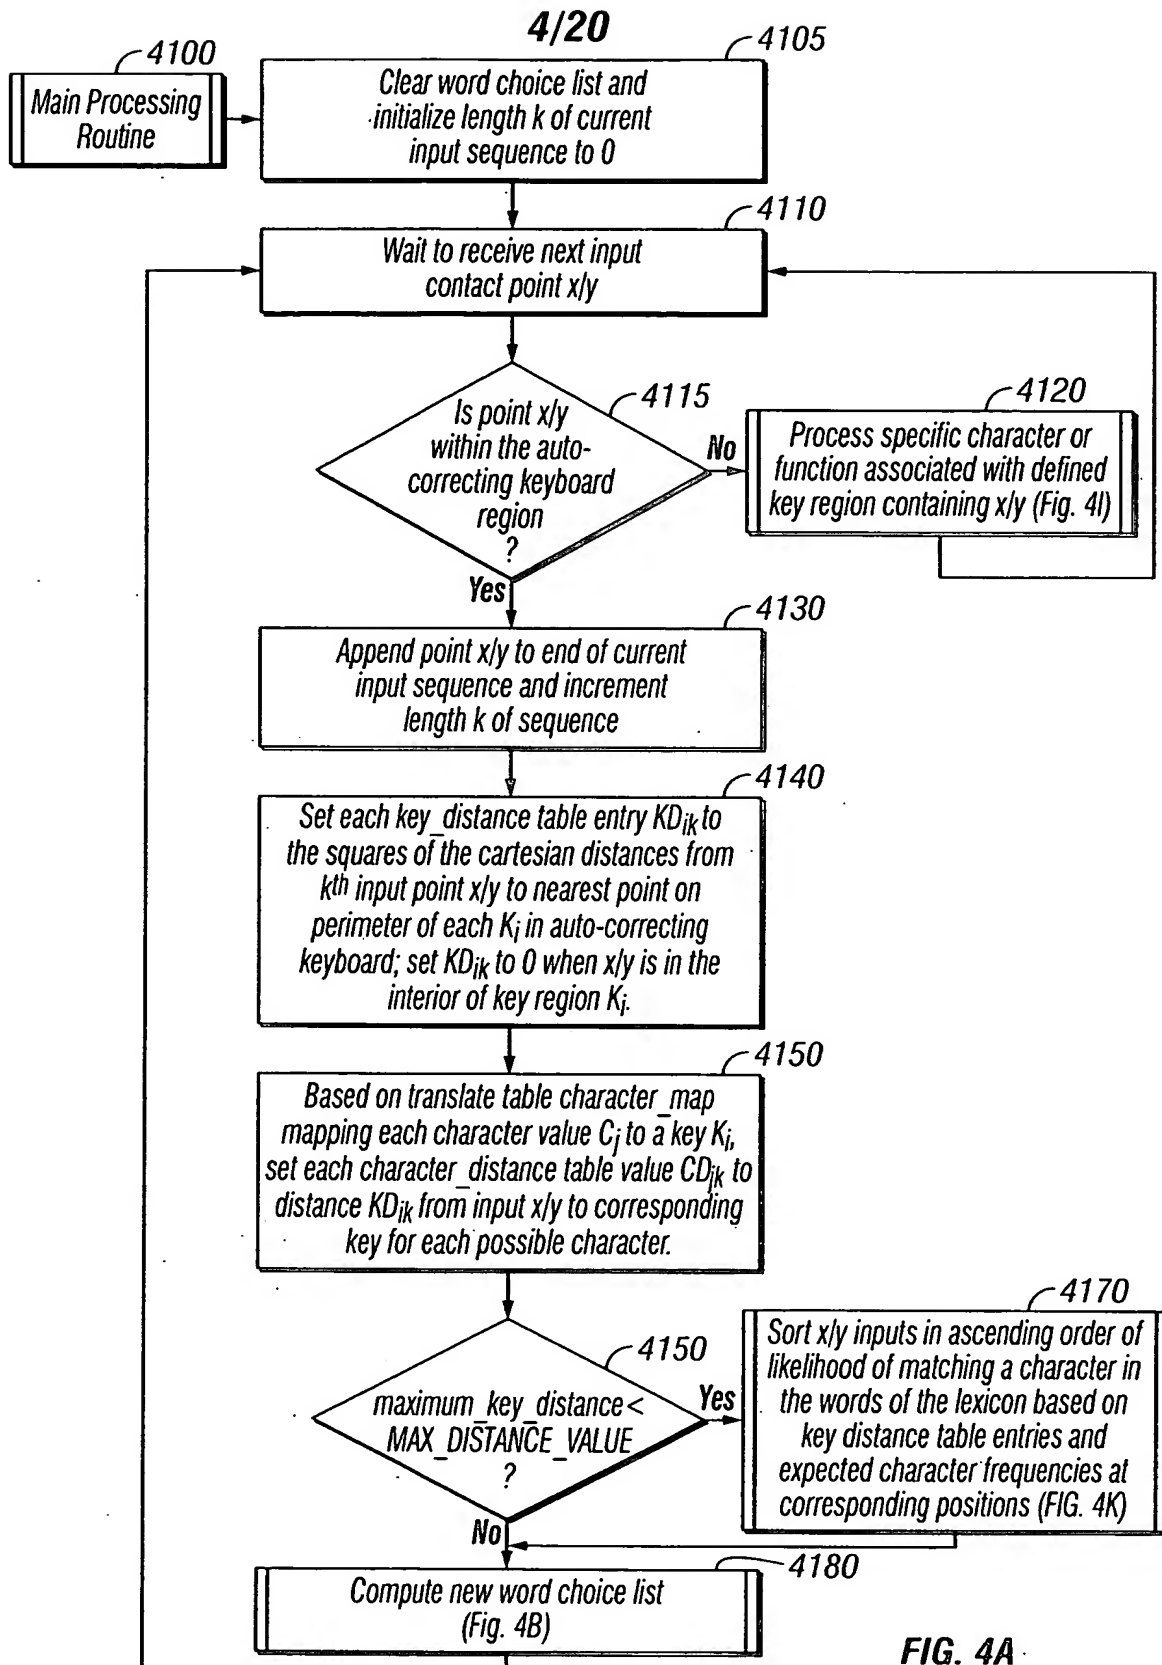 4/20
4100
Main Processing
Routine
4105
Clear word choice list and
initialize length k of current
input sequence to 0
4110
Wait to receive next input
contact point x/y
4115
Is point x/y
within the auto-
correcting keyboard
region
?
No
4120
Process specific character or
function associated with defined
key region containing x/y (Fig. 4I)
Yes
4130
Append point x/y to end of current
input sequence and increment
length k of sequence
4140
Set each key_distance table entry KDik to
the squares of the cartesian distances from
kth input point x/y to nearest point on
perimeter of each Ki in auto-correcting
keyboard; set KDik to 0 when x/y is in the
interior of key region Ki.
4150
Based on translate table character_map
mapping each character value Cj to a key Ki,
set each character_distance table value CDjk to
distance KDik from input x/y to corresponding
key for each possible character.
4150
maximum_key_distance<
MAX_DISTANCE_VALUE
?
Yes
4170
Sort x/y inputs in ascending order of
likelihood of matching a character in
the words of the lexicon based on
key distance table entries and
expected character frequencies at
corresponding positions (FIG. 4K)
No
4180
Compute new word choice list
(Fig. 4B)
FIG. 4A